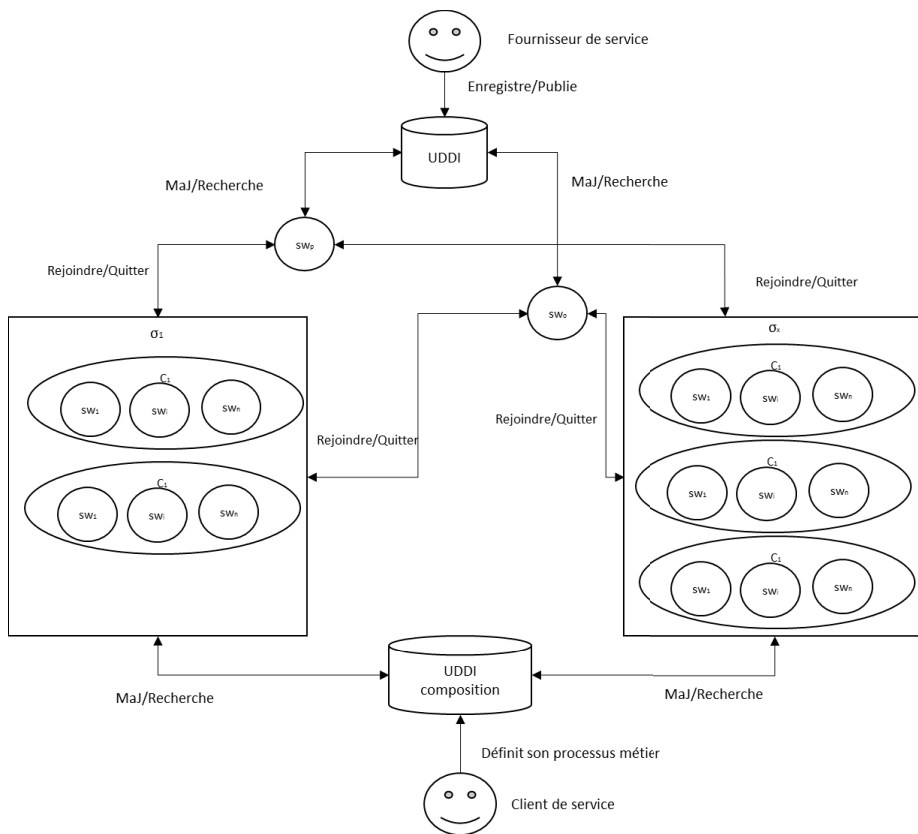 Fournisseur de service
Enregistre/Publie
UDDI
MaJ/Recherche
MaJ/Recherche
swₚ
Rejoindre/Quitter
Rejoindre/Quitter
swₒ
σ₁
σₓ
C₁
sw₁
swᵢ
swₙ
C₁
sw₁
swᵢ
swₙ
Rejoindre/Quitter
Rejoindre/Quitter
C₁
sw₁
swᵢ
swₙ
C₁
sw₁
swᵢ
swₙ
C₁
sw₁
swᵢ
swₙ
UDDI
composition
MaJ/Recherche
MaJ/Recherche
Définit son processus métier
Client de service